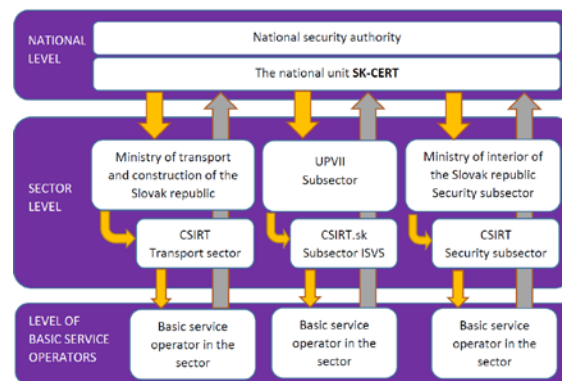 NATIONAL
LEVEL
National security authority
The national unit SK-CERT
SECTOR
LEVEL
Ministry of transport
and construction of the
Slovak republic
UPVII
Subsector
Ministry of interior of
the Slovak republic
Security subsector
CSIRT
Transport sector
CSIRT.sk
Subsector ISVS
CSIRT
Security subsector
LEVEL OF
BASIC SERVICE
OPERATORS
Basic service
operator in the
sector
Basic service
operator in the
sector
Basic service
operator in the
sector